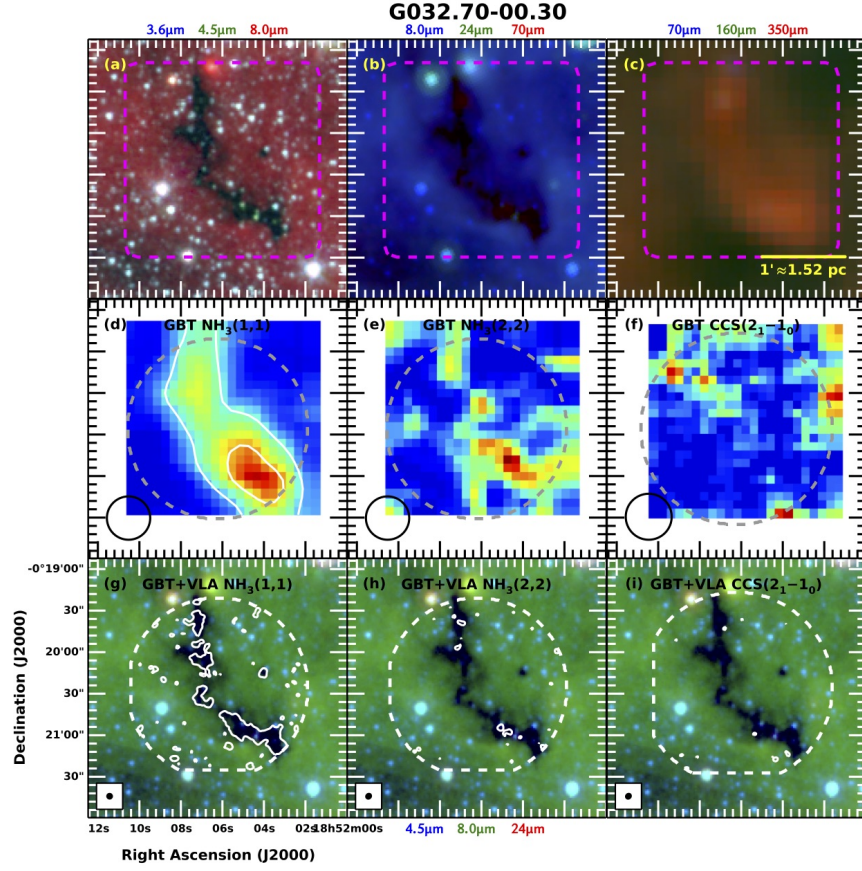 G032.70−00.30
3.6μm 4.5μm 8.0μm
8.0μm 24μm 70μm
70μm 160μm 350μm
(a)
(b)
(c)
1'≈1.52 pc
(d) GBT NH₃(1,1)
(e) GBT NH₃(2,2)
(f) GBT CCS(2₁−1₀)
(g) GBT+VLA NH₃(1,1)
(h) GBT+VLA NH₃(2,2)
(i) GBT+VLA CCS(2₁−1₀)
-0°19'00"
30"
20'00"
30"
21'00"
30"
Declination (J2000)
12s 10s 08s 06s 04s 02s 18h52m00s
4.5μm 8.0μm 24μm
Right Ascension (J2000)